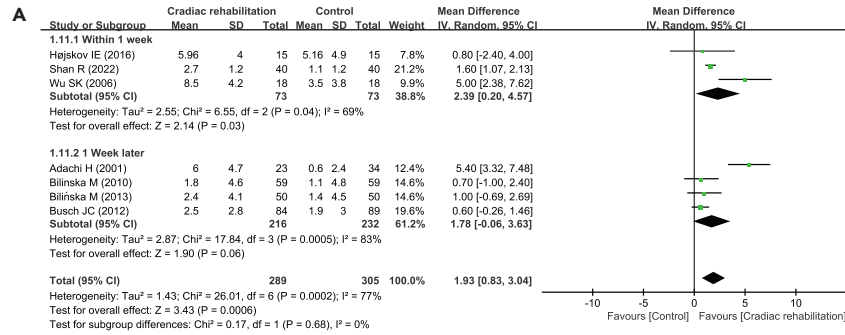 A
Cradiac rehabilitation Control Mean Difference Mean Difference
Study or Subgroup Mean SD Total Mean SD Total Weight IV, Random, 95% CI IV, Random, 95% CI
1.11.1 Within 1 week
Højskov IE (2016) 5.96 4 15 5.16 4.9 15 7.8% 0.80 [-2.40, 4.00]
Shan R (2022) 2.7 1.2 40 1.1 1.2 40 21.2% 1.60 [1.07, 2.13]
Wu SK (2006) 8.5 4.2 18 3.5 3.8 18 9.8% 5.00 [2.38, 7.62]
Subtotal (95% CI) 73 73 38.8% 2.39 [0.20, 4.57]
Heterogeneity: Tau² = 2.55; Chi² = 6.55, df = 2 (P = 0.04); I² = 69%
Test for overall effect: Z = 2.14 (P = 0.03)
1.11.2 1 Week later
Adachi H (2001) 6 4.7 23 0.6 2.4 34 12.4% 5.40 [3.32, 7.48]
Bilinska M (2010) 1.8 4.6 59 1.1 4.8 59 14.6% 0.70 [-1.00, 2.40]
Bilińska M (2013) 2.4 4.1 50 1.4 4.5 50 14.6% 1.00 [-0.69, 2.69]
Busch JC (2012) 2.5 2.8 84 1.9 3 89 19.6% 0.60 [-0.26, 1.46]
Subtotal (95% CI) 216 232 61.2% 1.78 [-0.06, 3.63]
Heterogeneity: Tau² = 2.87; Chi² = 17.84, df = 3 (P = 0.0005); I² = 83%
Test for overall effect: Z = 1.90 (P = 0.06)
Total (95% CI) 289 305 100.0% 1.93 [0.83, 3.04]
Heterogeneity: Tau² = 1.43; Chi² = 26.01, df = 6 (P = 0.0002); I² = 77%
Test for overall effect: Z = 3.43 (P = 0.0006)
Test for subgroup differences: Chi² = 0.17, df = 1 (P = 0.68), I² = 0%
-10 -5 0 5 10
Favours [Control] Favours [Cradiac rehabilitation]